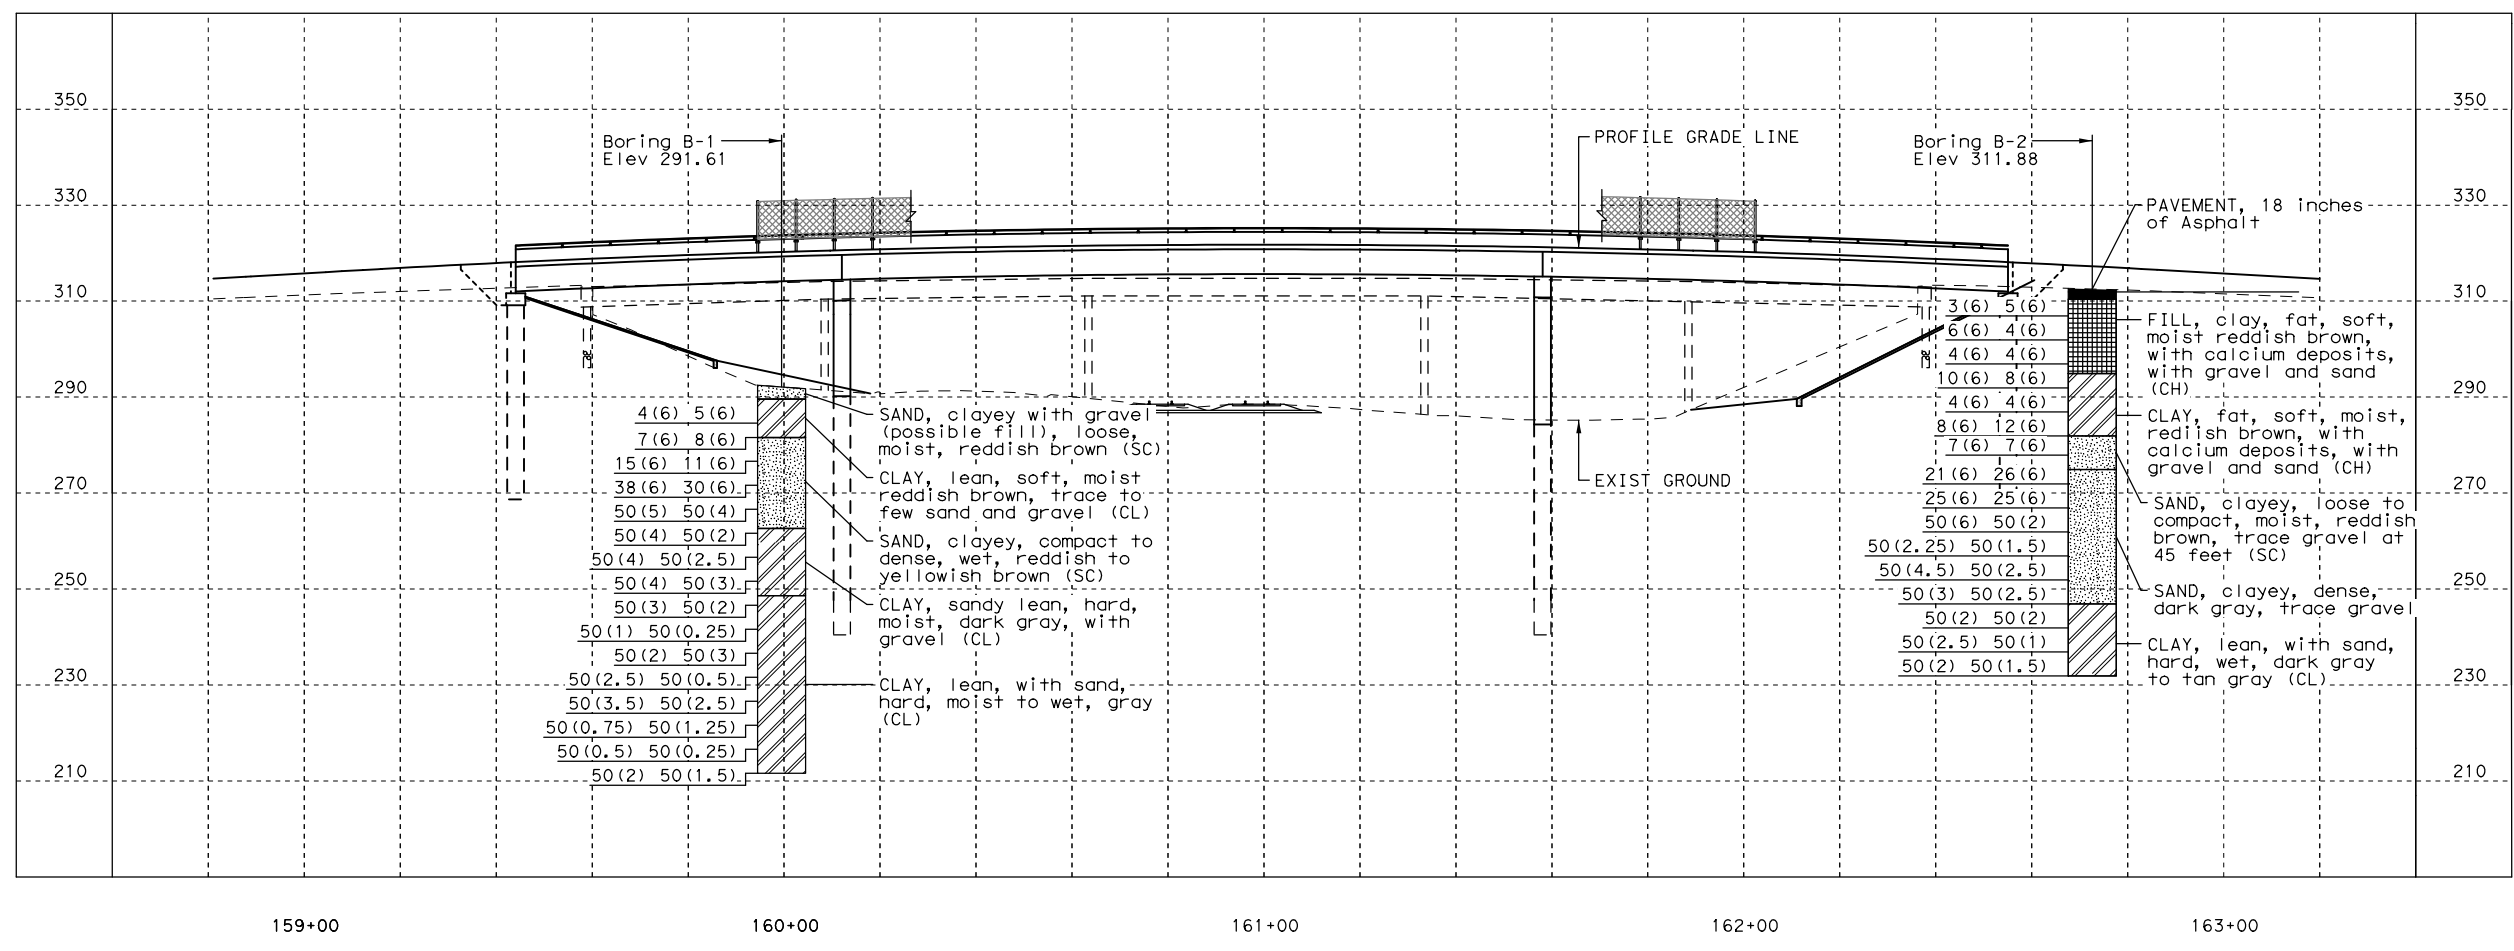 350
350
Boring B-1
Elev 291.61
PROFILE GRADE LINE
Boring B-2
Elev 311.88
330
330
PAVEMENT, 18 inches
of Asphalt
310
310
3(6) 5(6)
6(6) 4(6)
4(6) 4(6)
10(6) 8(6)
4(6) 4(6)
8(6) 12(6)
7(6) 7(6)
21(6) 26(6)
25(6) 25(6)
50(6) 50(2)
50(2.25) 50(1.5)
50(4.5) 50(2.5)
50(3) 50(2.5)
50(2) 50(2)
50(2.5) 50(1)
50(2) 50(1.5)
FILL, clay, fat, soft,
moist reddish brown,
with calcium deposits,
with gravel and sand
(CH)
CLAY, fat, soft, moist,
rediish brown, with
calcium deposits, with
gravel and sand (CH)
SAND, clayey, loose to
compact, moist, reddish
brown, trace gravel at
45 feet (SC)
SAND, clayey, dense,
dark gray, trace gravel
CLAY, lean, with sand,
hard, wet, dark gray
to tan gray (CL)
290
290
4(6) 5(6)
7(6) 8(6)
15(6) 11(6)
38(6) 30(6)
50(5) 50(4)
50(4) 50(2)
50(4) 50(2.5)
50(4) 50(3)
50(3) 50(2)
50(1) 50(0.25)
50(2) 50(3)
50(2.5) 50(0.5)
50(3.5) 50(2.5)
50(0.75) 50(1.25)
50(0.5) 50(0.25)
50(2) 50(1.5)
SAND, clayey with gravel
(possible fill), loose,
moist, reddish brown (SC)
CLAY, lean, soft, moist
reddish brown, trace to
few sand and gravel (CL)
SAND, clayey, compact to
dense, wet, reddish to
yellowish brown (SC)
CLAY, sandy lean, hard,
moist, dark gray, with
gravel (CL)
CLAY, lean, with sand,
hard, moist to wet, gray
(CL)
EXIST GROUND
270
270
250
250
230
230
210
210
159+00
160+00
161+00
162+00
163+00